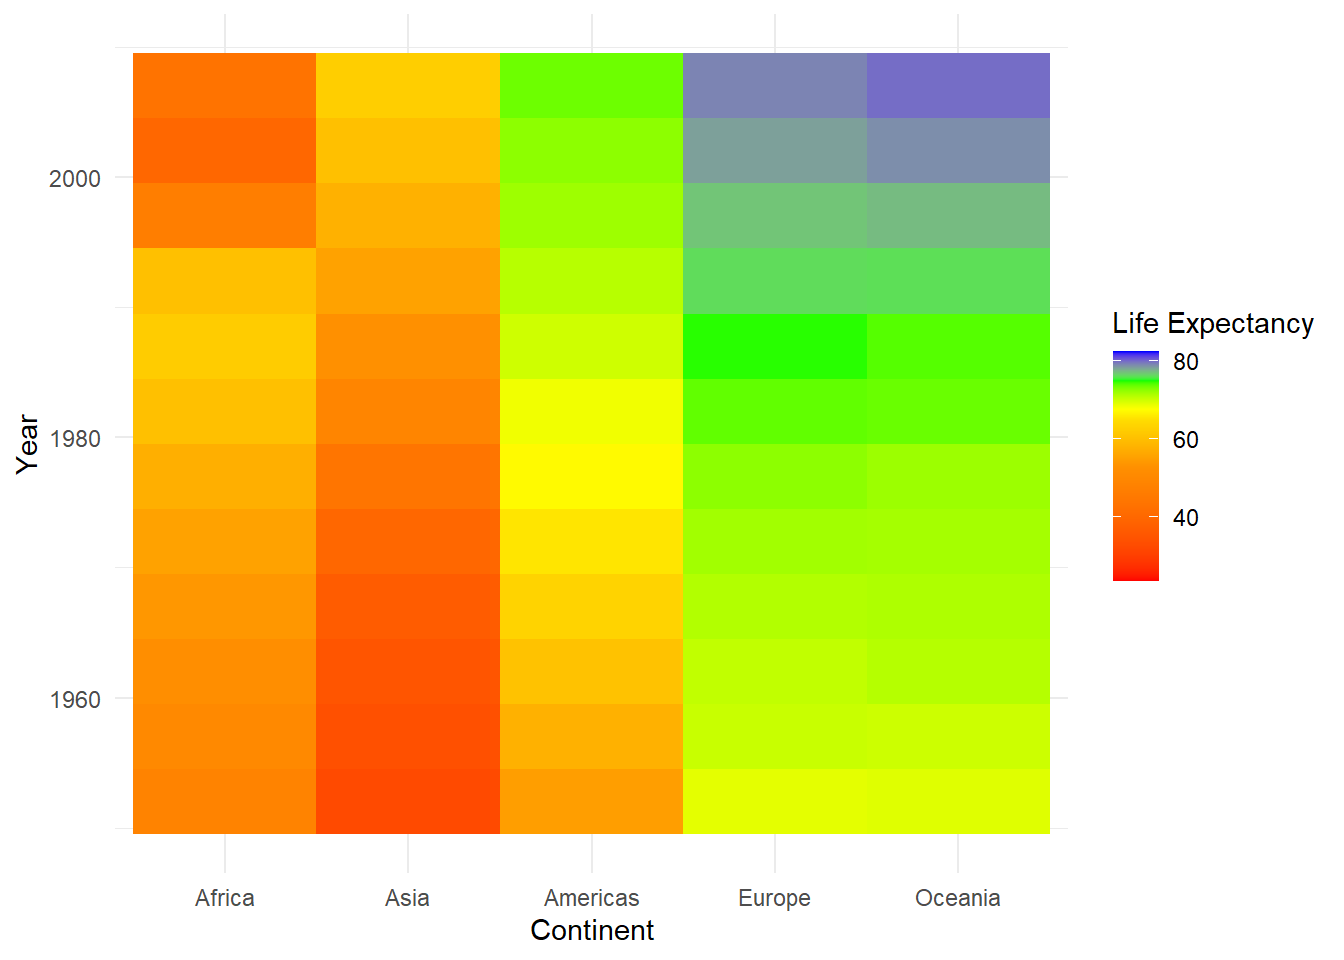 2000
1980
1960
Year
Africa
Asia
Americas
Europe
Oceania
Continent
Life Expectancy
80
60
40